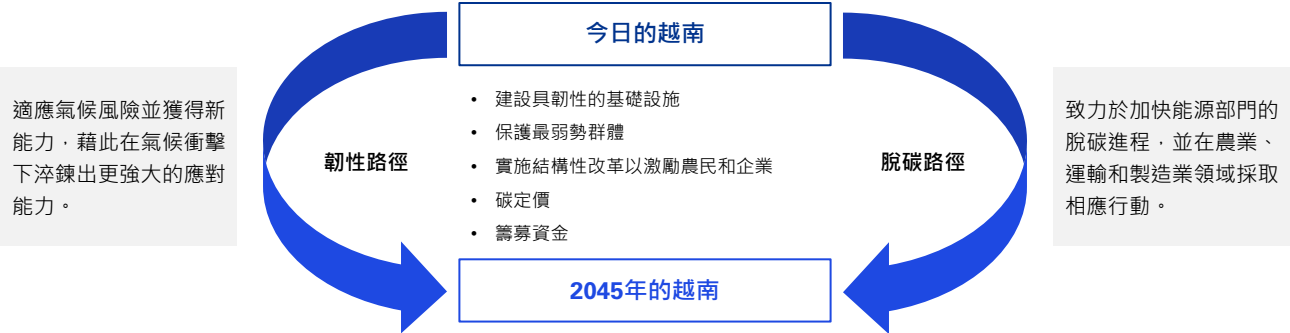 今日的越南
適應氣候風險並獲得新
能力，藉此在氣候衝擊
下淬鍊出更強大的應對
能力。
韌性路徑
• 建設具韌性的基礎設施
• 保護最弱勢群體
• 實施結構性改革以激勵農民和企業
• 碳定價
• 籌募資金
脫碳路徑
致力於加快能源部門的
脫碳進程，並在農業、
運輸和製造業領域採取
相應行動。
2045年的越南